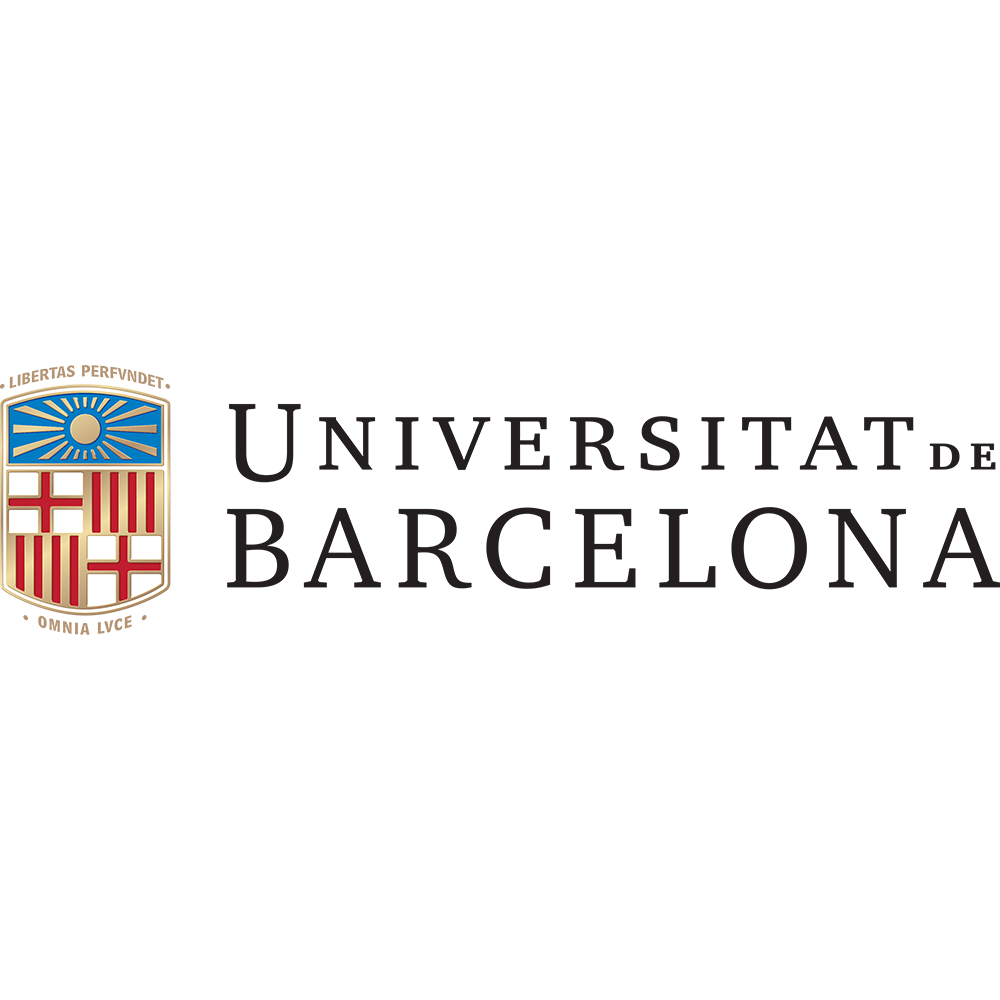 · LIBERTAS PERFVNDET ·
· OMNIA LVCE ·
UNIVERSITAT DE
BARCELONA